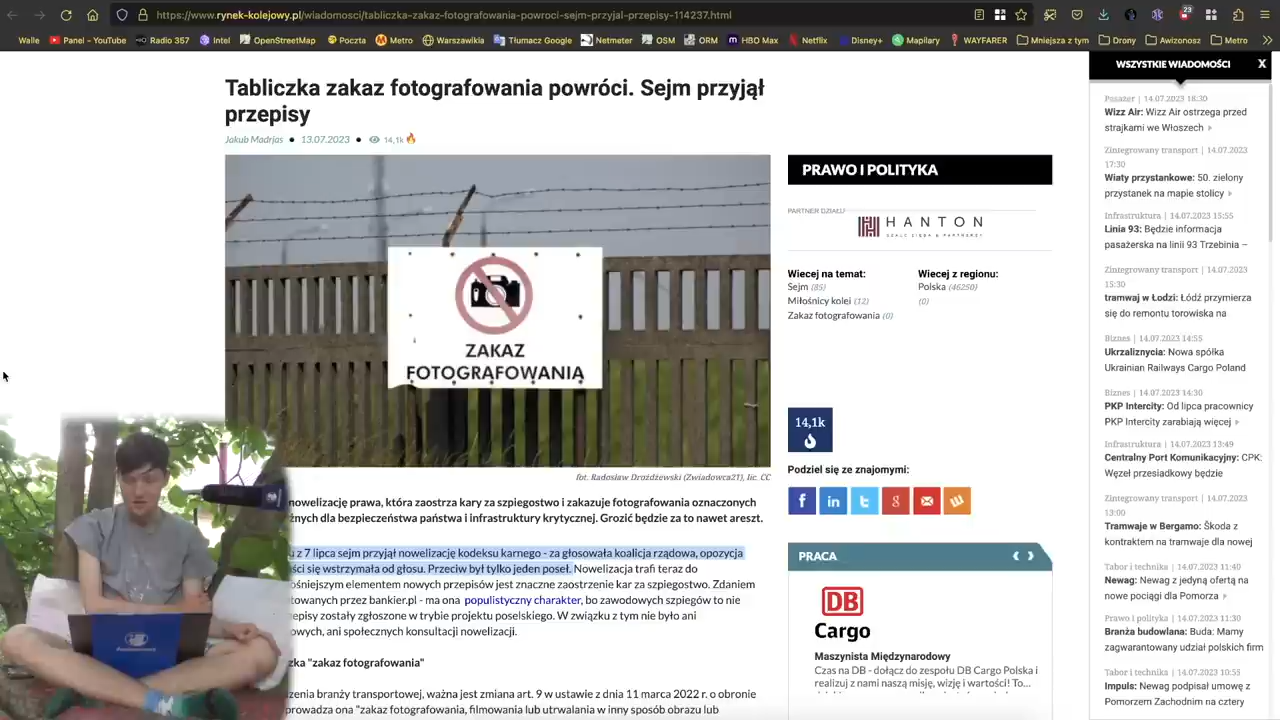 https://www.rynek-kolejowy.pl/wiadomosci/zakaz-fotografowania-powroci-sejm-przyjal-przepisy-114237.html
Walle Panel - YouTube Radio 357 Intel OpenStreetMap Poczta Metro Warszawika Tłumacz Google Netmeter OSM ORM HBO Max Netflix Disney+ Mapilary WAYFARER Mniejsza z tym Drony Awizonerzy Metro
Tabliczka zakaz fotografowania powróci. Sejm przyjął
przepisy
Jakub Madrjas ● 13.07.2023 ● 14,1k
ZAKAZ
FOTOGRAFOWANIA
fot. Radosław Drożdżewski (Zwiadowca21), lic. CC
nowelizację prawa, która zaostrza kary za szpiegostwo i zakazuje fotografowania oznaczonych
żnych dla bezpieczeństwa państwa i infrastruktury krytycznej. Grozić będzie za to nawet areszt.
u z 7 lipca sejm przyjął nowelizację kodeksu karnego - za głosowała koalicja rządowa, opozycja
ści się wstrzymała od głosu. Przeciw był tylko jeden poseł. Nowelizacja trafi teraz do
ośniejszym elementem nowych przepisów jest znaczne zaostrzenie kar za szpiegostwo. Zdaniem
towanych przez bankier.pl - ma ona populistyczny charakter, bo zawodowych szpiegów to nie
zepisy zostały zgłoszone w trybie projektu poselskiego. W związku z tym nie było ani
owych, ani społecznych konsultacji nowelizacji.
zka "zakaz fotografowania"
zenia branży transportowej, ważna jest zmiana art. 9 w ustawie z dnia 11 marca 2022 r. o obronie
prowadza ona "zakaz fotografowania, filmowania lub utrwalania w inny sposób obrazu lub
PRAWO I POLITYKA
PARTNER DZIAŁU
HANTON
Wiecej na temat:
Sejm (85)
Miłośnicy kolei (12)
Zakaz fotografowania (0)
Wiecej z regionu:
Polska (46250)
(0)
14,1k
Podziel się ze znajomymi:
PRACA
DB
Cargo
Maszynista Międzynarodowy
Czas na DB - dołącz do zespołu DB Cargo Polska i
realizuj z nami naszą misję, wizję i wartości! To...
WSZYSTKIE WIADOMOŚCI X
Pasażer | 14.07.2023 18:30
Wizz Air: Wizz Air ostrzega przed
strajkami we Włoszech
Zintegrowany transport | 14.07.2023
17:30
Wiaty przystankowe: 50. zielony
przystanek na mapie stolicy
Infrastruktura | 14.07.2023 15:55
Linia 93: Będzie informacja
pasażerska na linii 93 Trzebinia –
Zintegrowany transport | 14.07.2023
15:30
tramwaj w Łodzi: Łódź przymierza
się do remontu torowiska na
Biznes | 14.07.2023 14:55
Ukrzaliznycia: Nowa spółka
Ukrainian Railways Cargo Poland
Biznes | 14.07.2023 14:30
PKP Intercity: Od lipca pracownicy
PKP Intercity zarabiają więcej
Infrastruktura | 14.07.2023 13:49
Centralny Port Komunikacyjny: CPK:
Węzeł przesiadkowy będzie
Zintegrowany transport | 14.07.2023
13:00
Tramwaje w Bergamo: Škoda z
kontraktem na tramwaje dla nowej
Tabor i technika | 14.07.2023 11:40
Newag: Newag z jedyną ofertą na
nowe pociągi dla Pomorza
Prawo i polityka | 14.07.2023 11:30
Branża budowlana: Buda: Mamy
zagwarantowany udział polskich firm
Tabor i technika | 14.07.2023 10:55
Impuls: Newag podpisał umowę z
Pomorzem Zachodnim na cztery